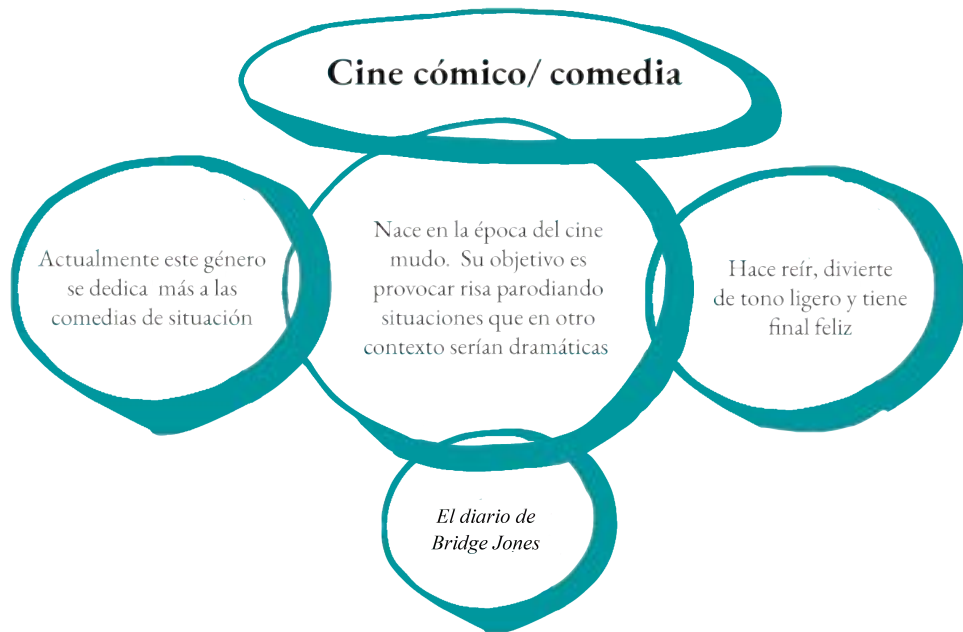 Cine cómico/ comedia
Actualmente este género
se dedica más a las
comedias de situación
Nace en la época del cine
mudo. Su objetivo es
provocar risa parodiando
situaciones que en otro
contexto serían dramáticas
Hace reír, divierte
de tono ligero y tiene
final feliz
El diario de
Bridge Jones